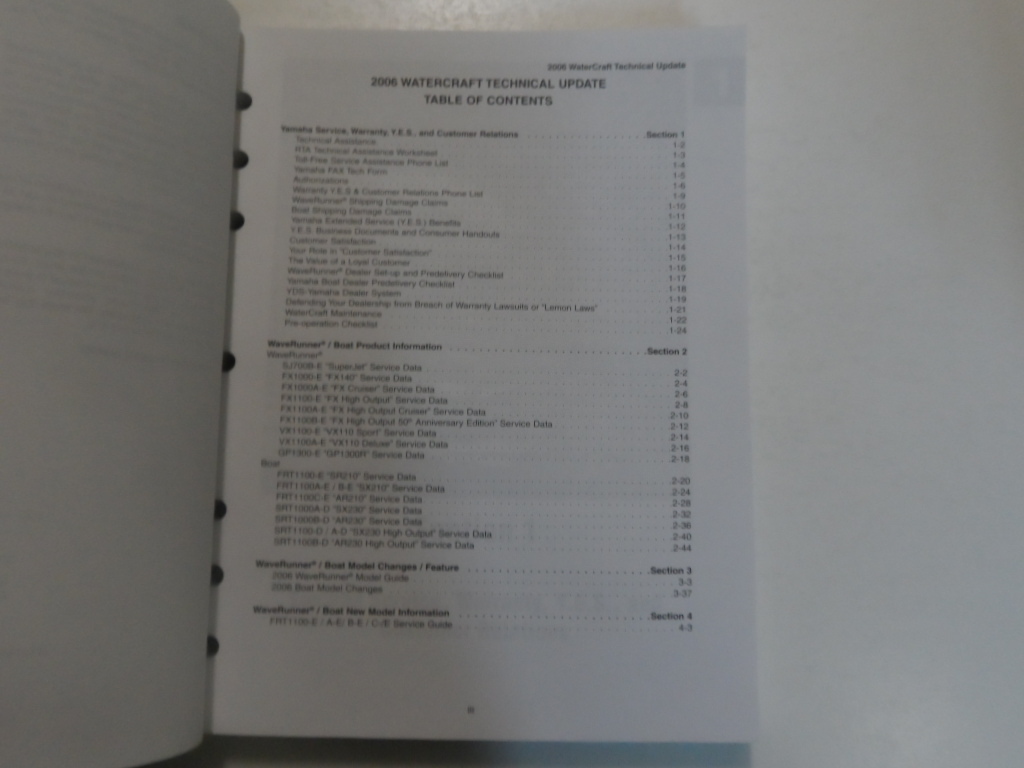 2006 WaterCraft Technical Update
2006 WATERCRAFT TECHNICAL UPDATE
TABLE OF CONTENTS
Yamaha Service, Warranty, Y.E.S., and Customer Relations . . . . . . . . . . Section 1
Technical Assistance 1-2
RTA Technical Assistance Worksheet 1-3
Toll-Free Service Assistance Phone List 1-4
Yamaha FAX Tech Form 1-5
Authorizations 1-6
Warranty Y.E.S & Customer Relations Phone List 1-9
WaveRunner® Shipping Damage Claims 1-10
Boat Shipping Damage Claims 1-11
Yamaha Extended Service (Y.E.S.) Benefits 1-12
Y.E.S. Business Documents and Consumer Handouts 1-13
Customer Satisfaction 1-14
Your Role in "Customer Satisfaction" 1-15
The Value of a Loyal Customer 1-16
WaveRunner® Dealer Set-up and Predelivery Checklist 1-17
Yamaha Boat Dealer Predelivery Checklist 1-18
YDS-Yamaha Dealer System 1-19
Defending Your Dealership from Breach of Warranty Lawsuits or "Lemon Laws" 1-21
WaterCraft Maintenance 1-22
Pre-operation Checklist 1-24
WaveRunner® / Boat Product Information . . . . . . . . . . Section 2
WaveRunner®
SJ700B-E "SuperJet" Service Data 2-2
FX1000-E "FX140" Service Data 2-4
FX1000A-E "FX Cruiser" Service Data 2-6
FX1100-E "FX High Output" Service Data 2-8
FX1100A-E "FX High Output Cruiser" Service Data 2-10
FX1100B-E "FX High Output 50th Anniversary Edition" Service Data 2-12
VX1100-E "VX110 Sport" Service Data 2-14
VX1100A-E "VX110 Deluxe" Service Data 2-16
GP1300-E "GP1300R" Service Data 2-18
Boat
FRT1100-E "SR210" Service Data 2-20
FRT1100A-E / B-E "SX210" Service Data 2-24
FRT1100C-E "AR210" Service Data 2-28
SRT1000A-D "SX230" Service Data 2-32
SRT1000B-D "AR230" Service Data 2-36
SRT1100-D / A-D "SX230 High Output" Service Data 2-40
SRT1100B-D "AR230 High Output" Service Data 2-44
WaveRunner® / Boat Model Changes / Feature . . . . . . . . . . Section 3
2006 WaveRunner® Model Guide 3-3
2006 Boat Model Changes 3-37
WaveRunner® / Boat New Model Information . . . . . . . . . . Section 4
FRT1100-E / A-E/ B-E / C-/E Service Guide 4-3